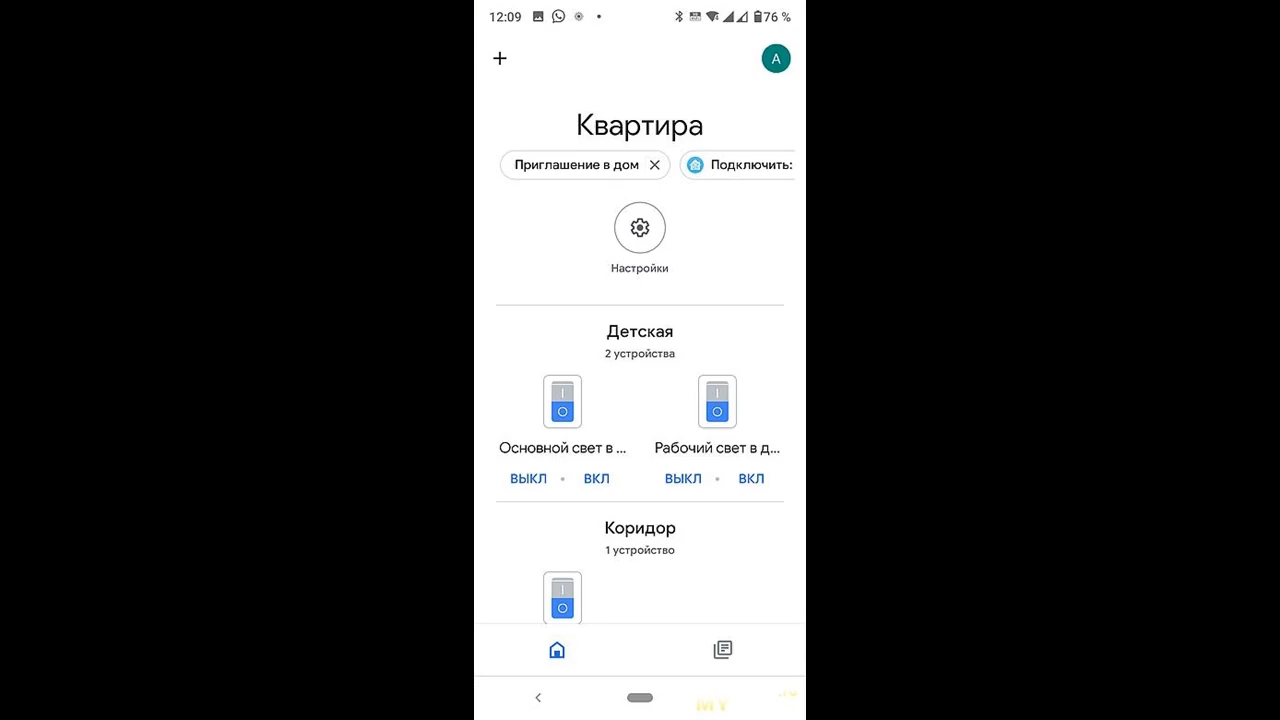 12:09 76 %
A
Квартира
Приглашение в дом Подключить:
Настройки
Детская
2 устройства
Основной свет в ... Рабочий свет в д...
ВЫКЛ • ВКЛ ВЫКЛ • ВКЛ
Коридор
1 устройство
MY